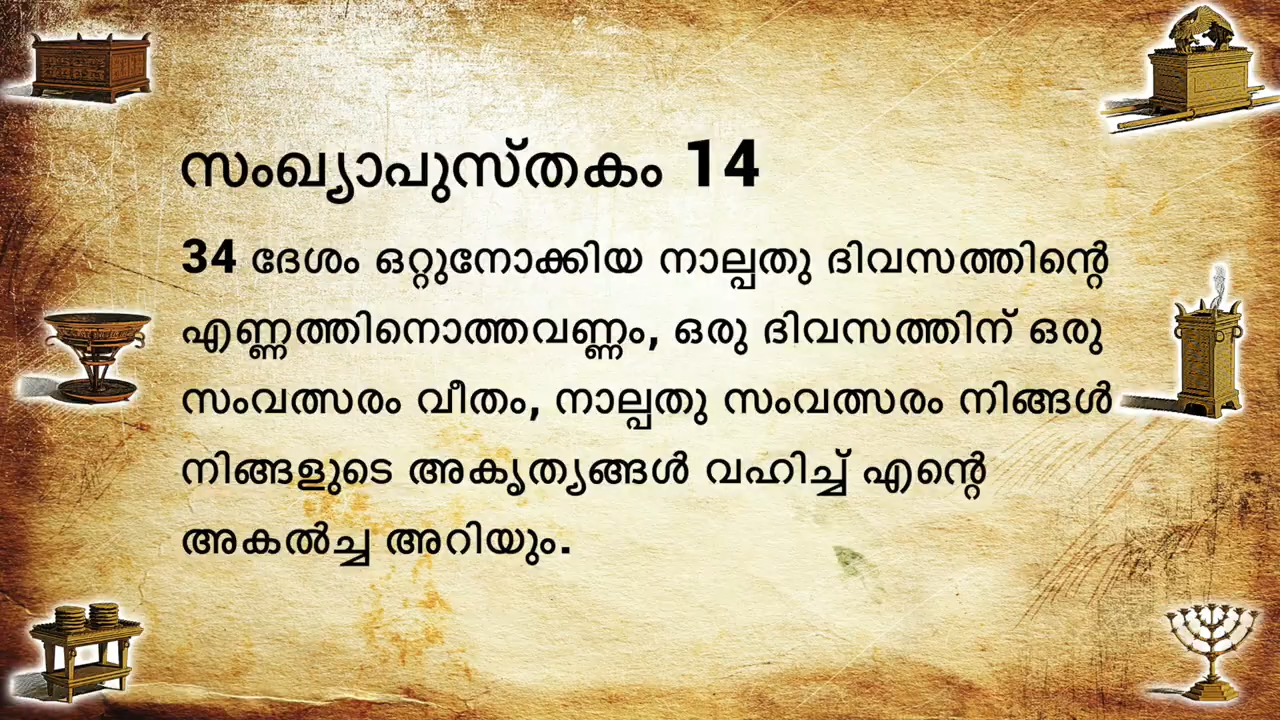 സംഖ്യാപുസ്തകം 14
34 ദേശം ഒറ്റുനോക്കിയ നാല്പതു ദിവസത്തിന്റെ
എണ്ണത്തിനൊത്തവണ്ണം, ഒരു ദിവസത്തിന് ഒരു
സംവത്സരം വീതം, നാല്പതു സംവത്സരം നിങ്ങൾ
നിങ്ങളുടെ അകൃത്യങ്ങൾ വഹിച്ച് എന്റെ
അകൽച്ച അറിയും.